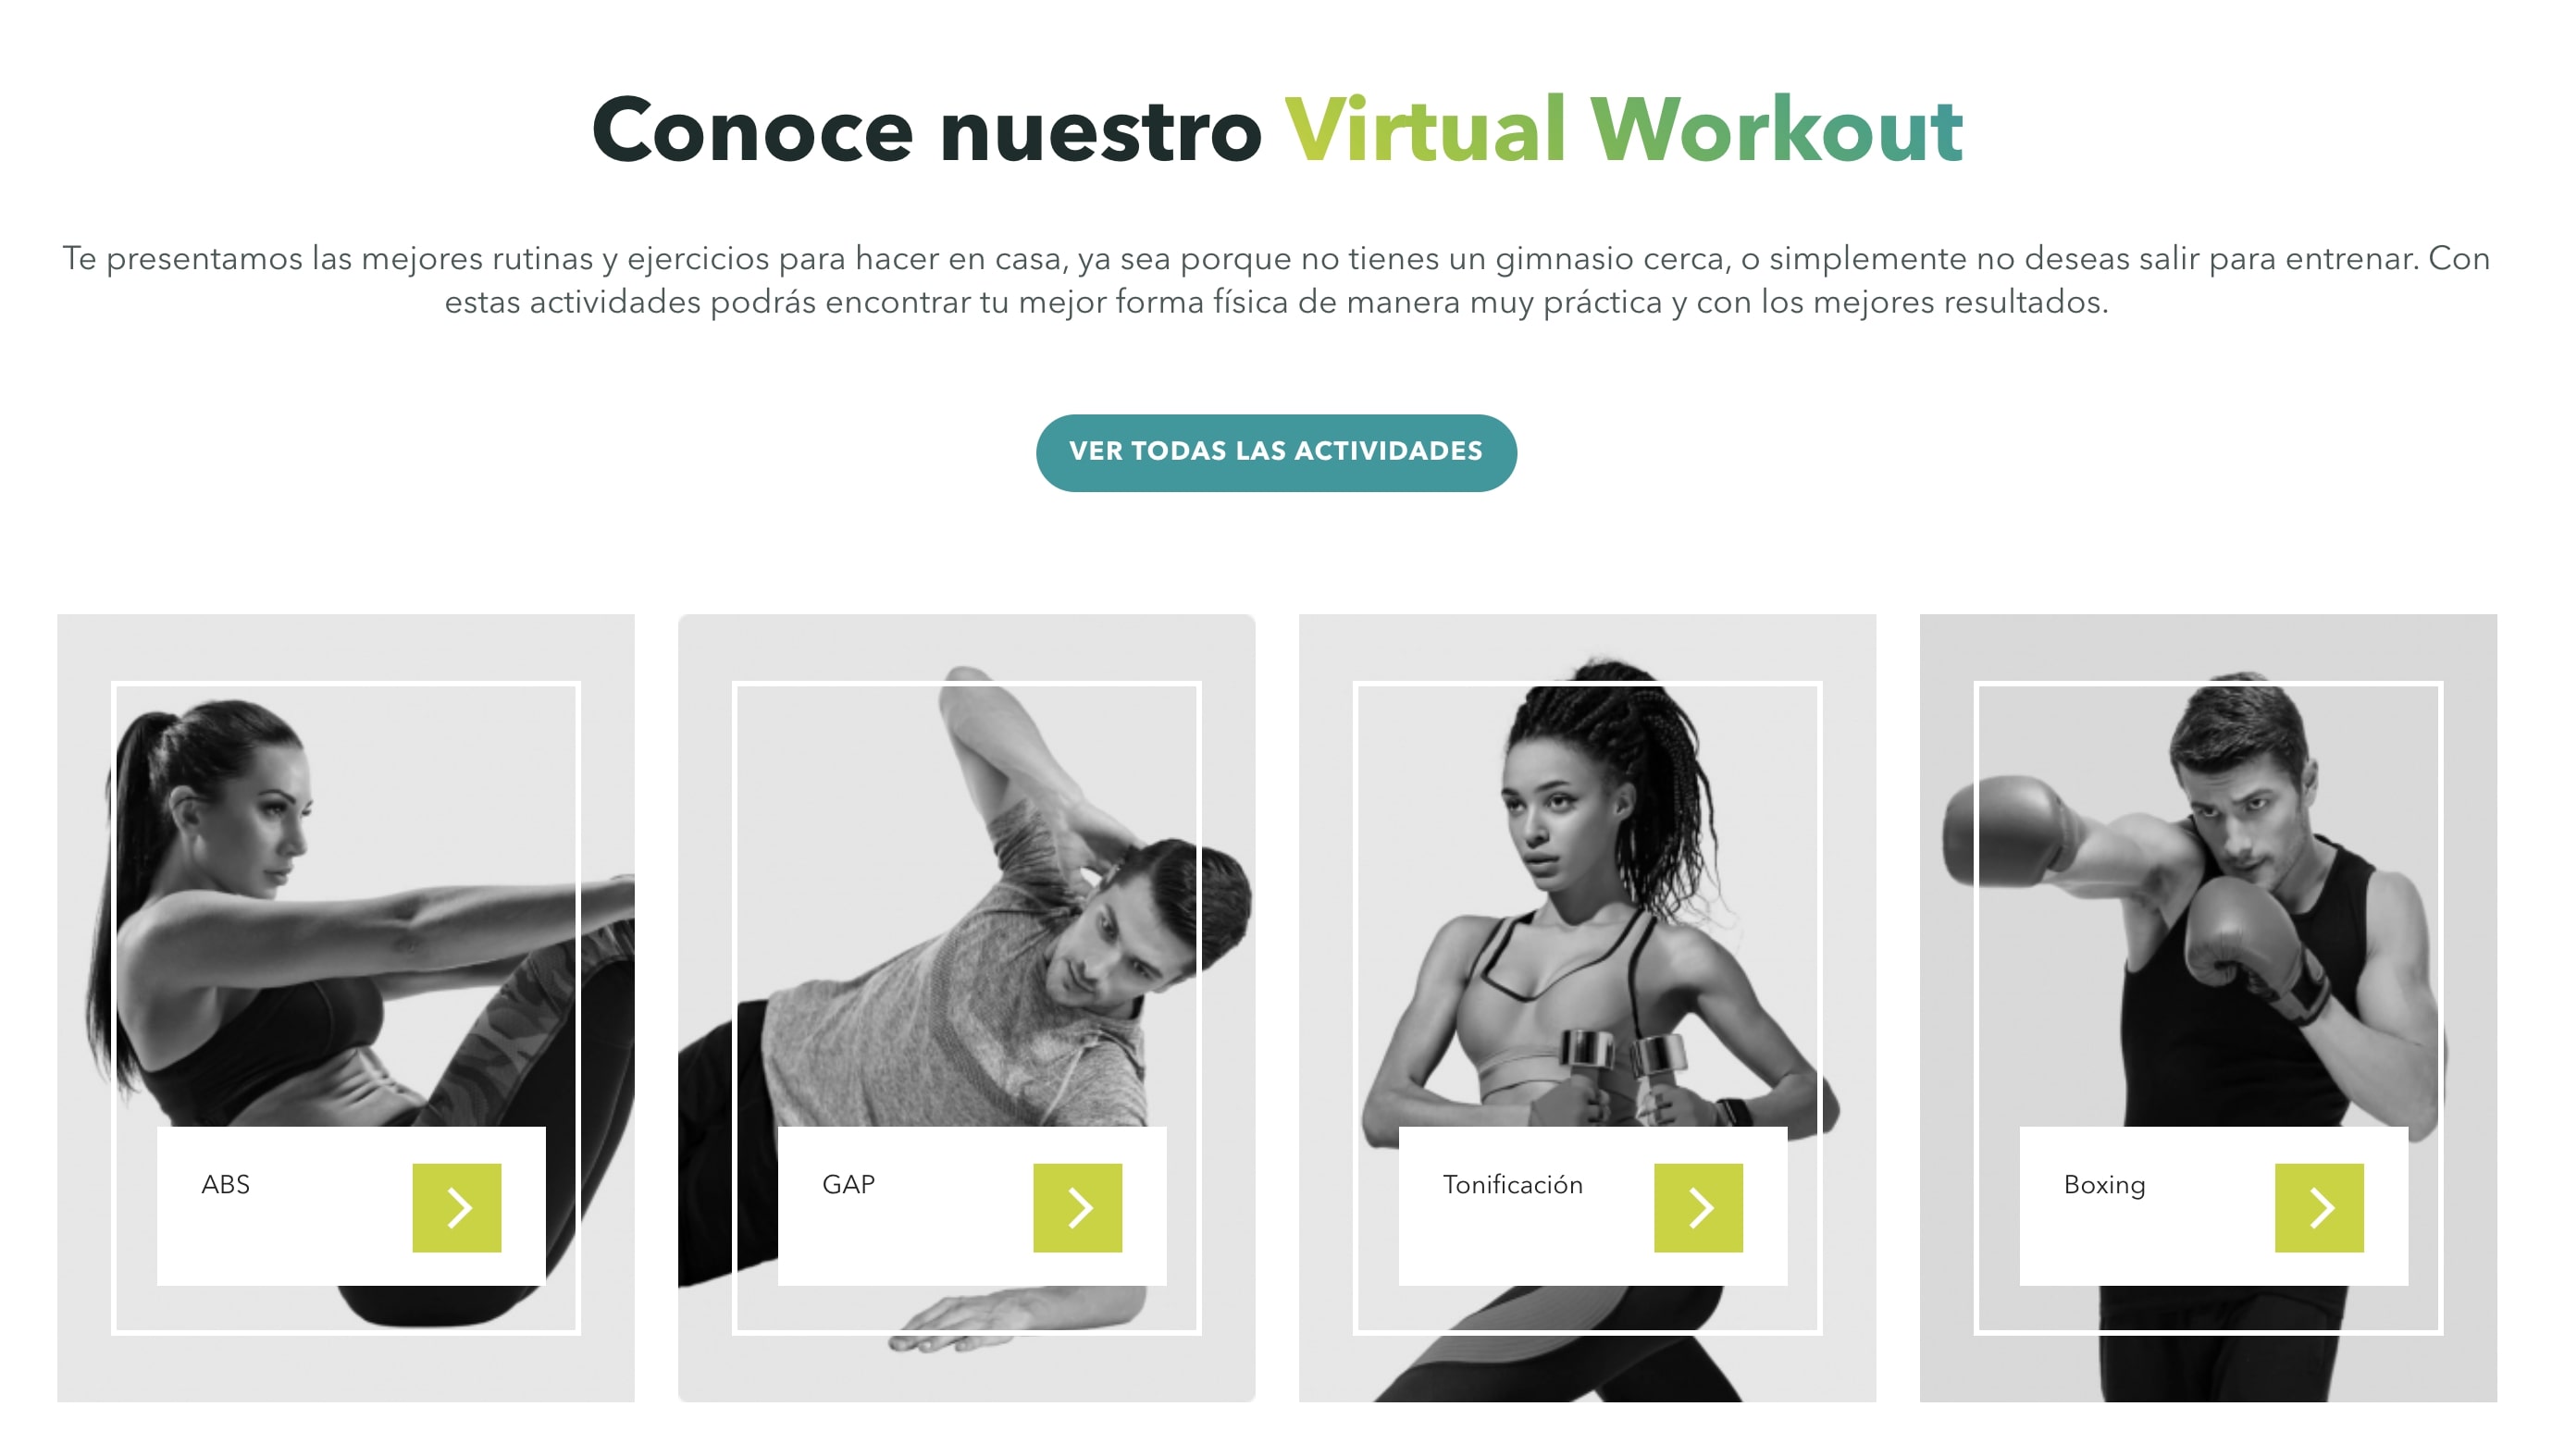 Conoce nuestro Virtual Workout
Te presentamos las mejores rutinas y ejercicios para hacer en casa, ya sea porque no tienes un gimnasio cerca, o simplemente no deseas salir para entrenar. Con
estas actividades podrás encontrar tu mejor forma física de manera muy práctica y con los mejores resultados.
VER TODAS LAS ACTIVIDADES
ABS
GAP
Tonificación
Boxing